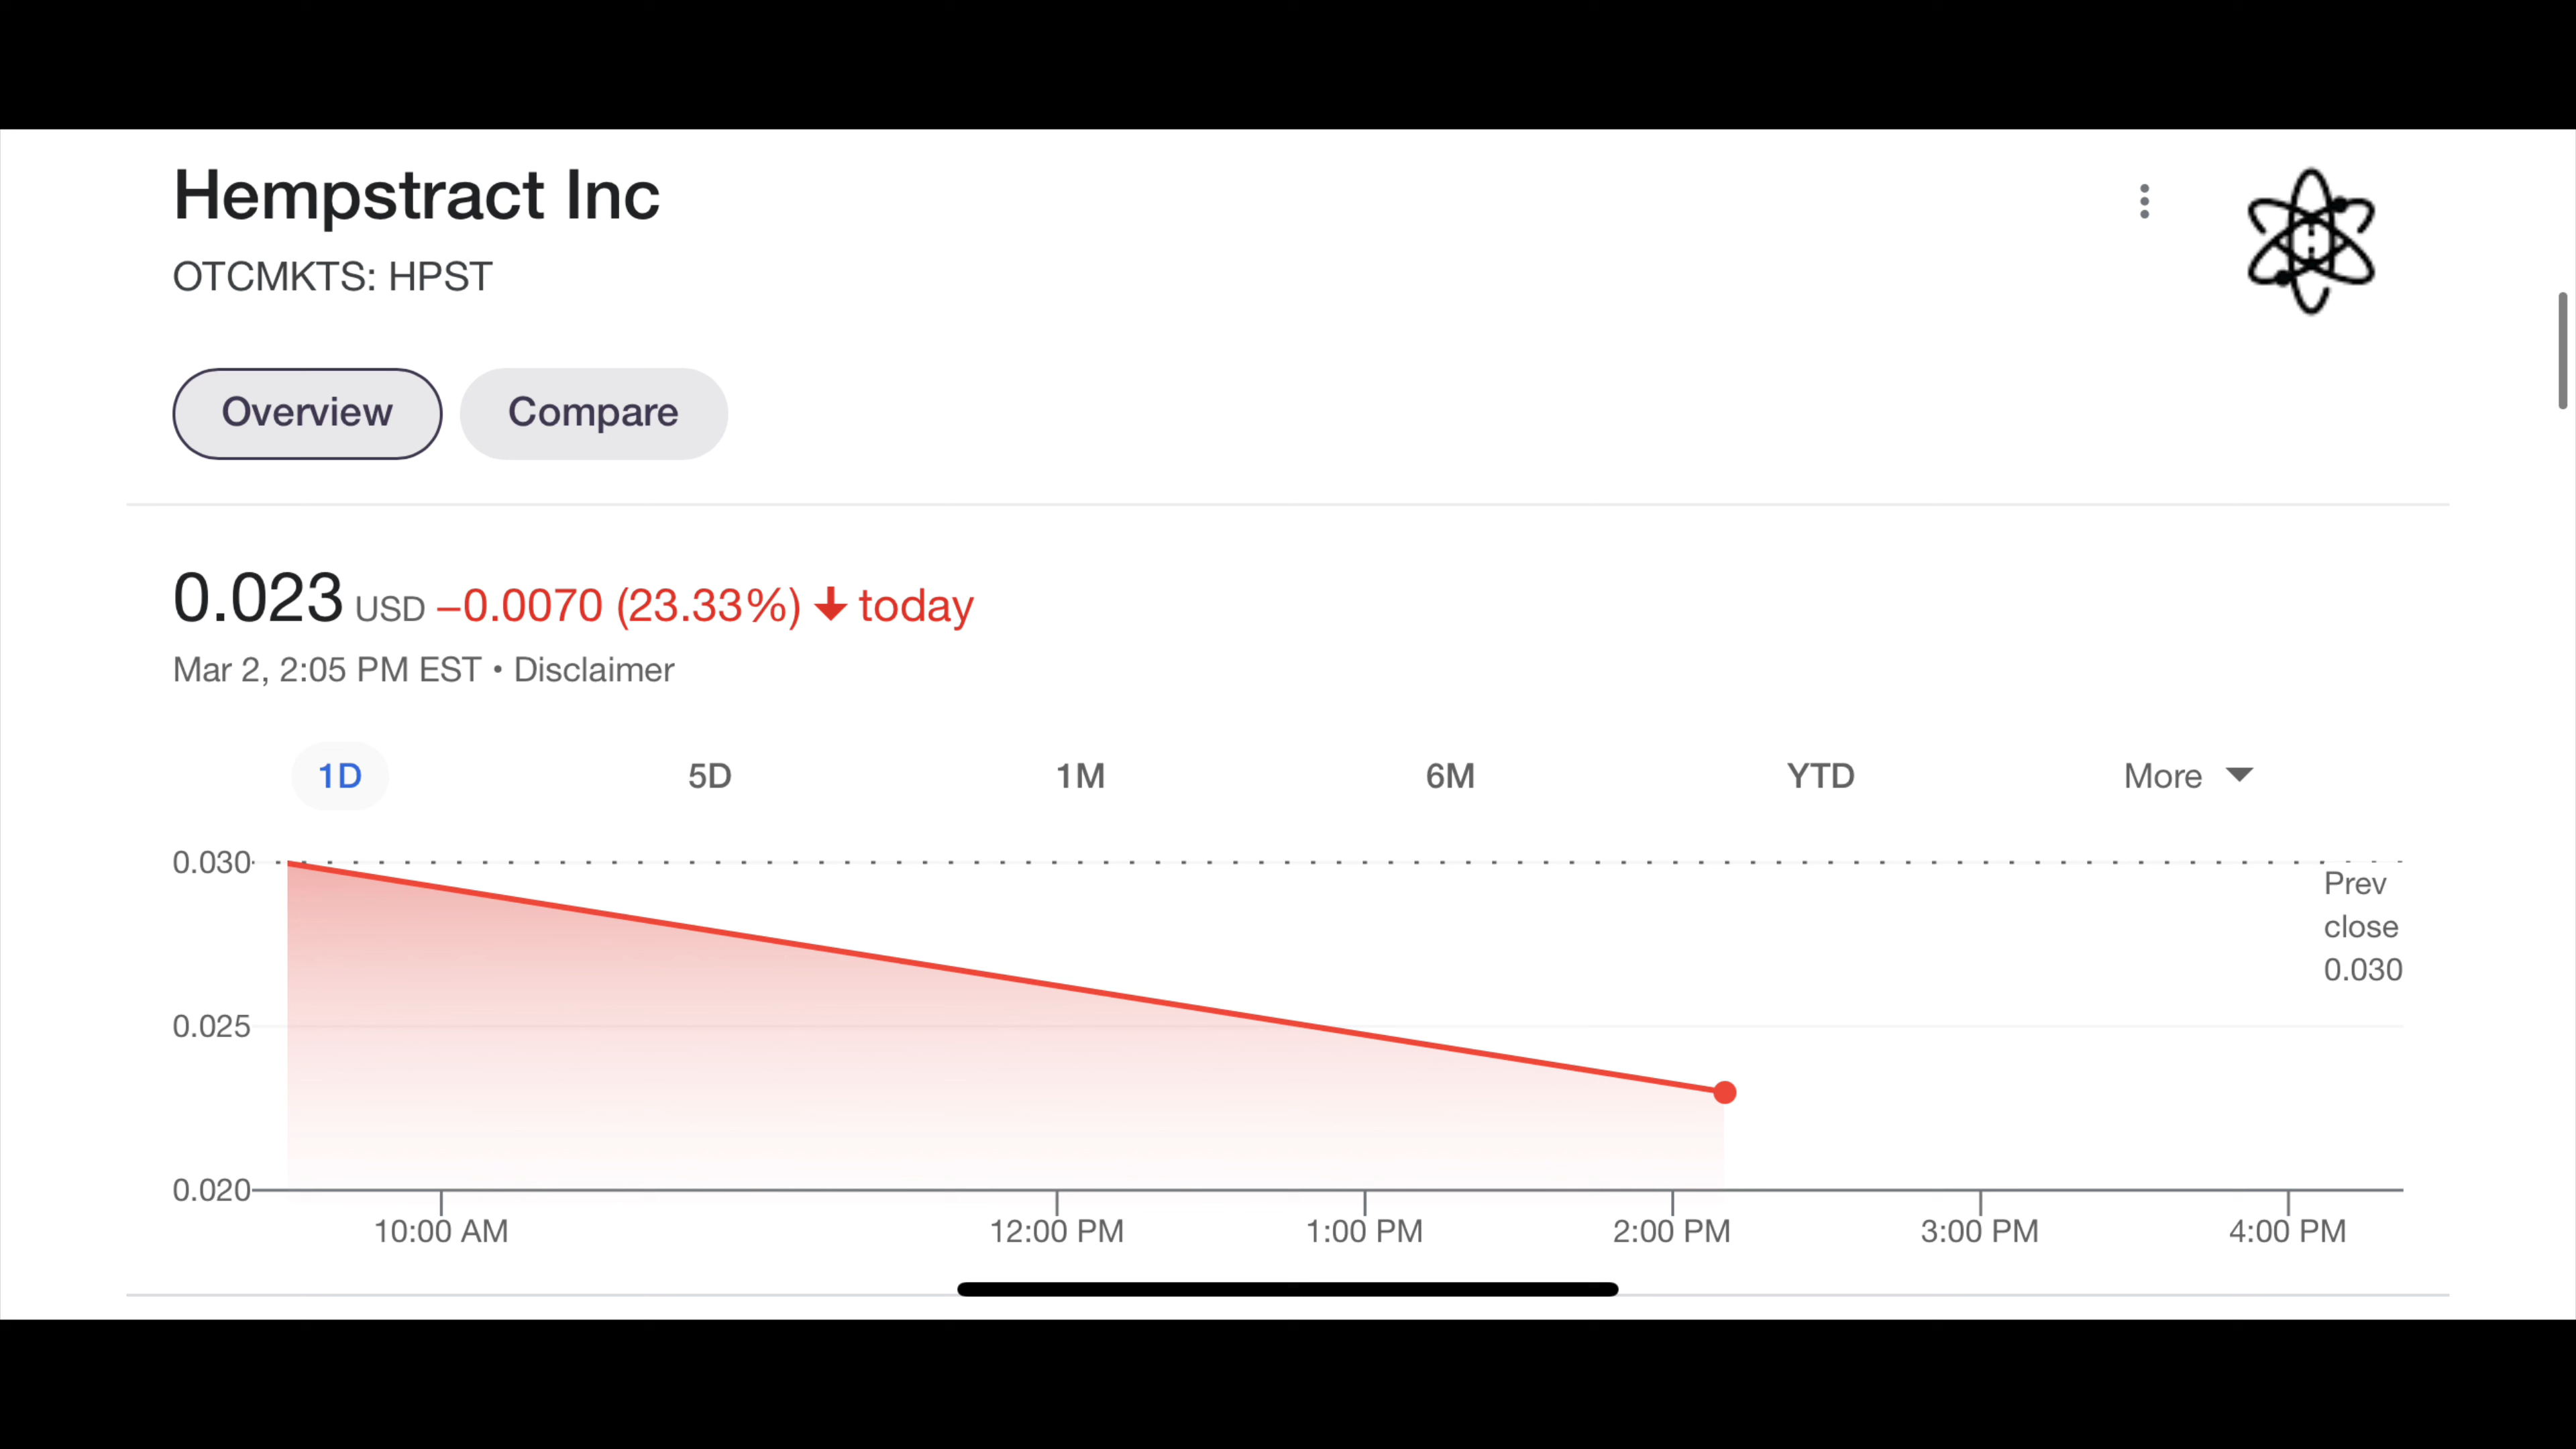 Hempstract Inc
OTCMKTS: HPST
Overview Compare
0.023 USD −0.0070 (23.33%) ↓ today
Mar 2, 2:05 PM EST • Disclaimer
1D 5D 1M 6M YTD More
0.030
Prev
close
0.030
0.025
0.020
10:00 AM 12:00 PM 1:00 PM 2:00 PM 3:00 PM 4:00 PM